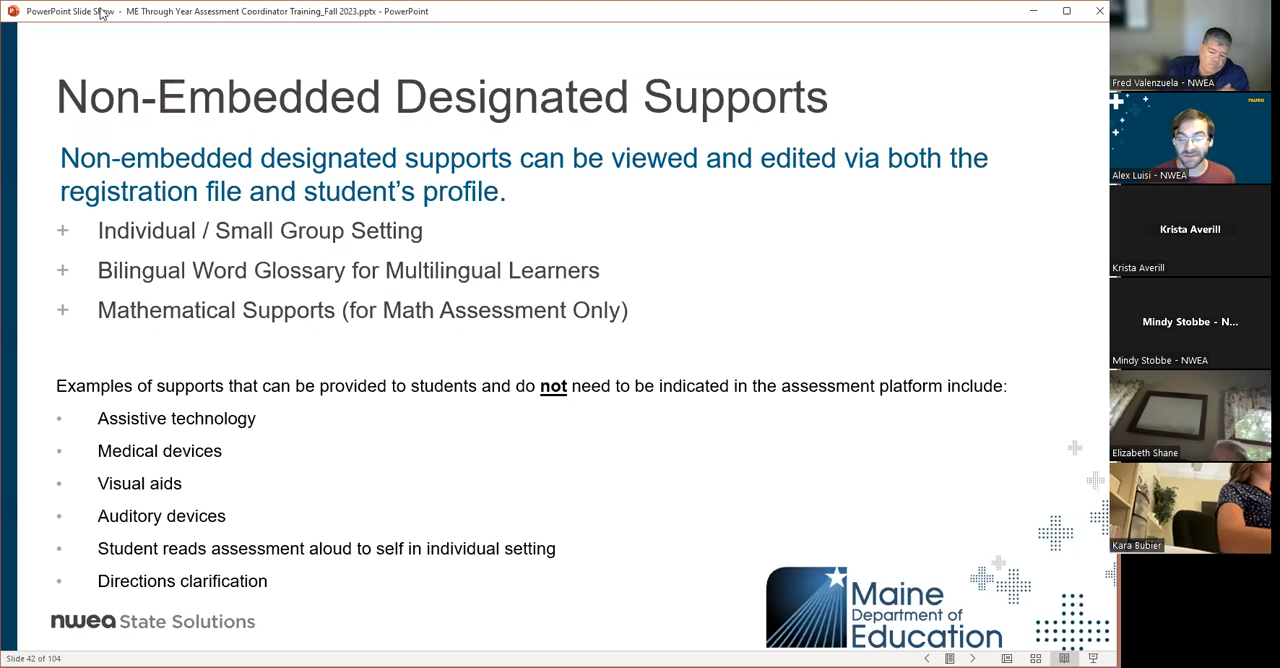 PowerPoint Slide Show - ME Through Year Assessment Coordinator Training_Fall 2023.pptx - PowerPoint
Non-Embedded Designated Supports
Non-embedded designated supports can be viewed and edited via both the
registration file and student's profile.
+ Individual / Small Group Setting
+ Bilingual Word Glossary for Multilingual Learners
+ Mathematical Supports (for Math Assessment Only)
Examples of supports that can be provided to students and do not need to be indicated in the assessment platform include:
• Assistive technology
• Medical devices
• Visual aids
• Auditory devices
• Student reads assessment aloud to self in individual setting
• Directions clarification
nwea State Solutions
Maine
Department of
Education
Slide 42 of 104
Fred Valenzuela - NWEA
nwea
Alex Luisi - NWEA
Krista Averill
Krista Averill
Mindy Stobbe - N...
Mindy Stobbe - NWEA
Elizabeth Shane
Kara Bubier